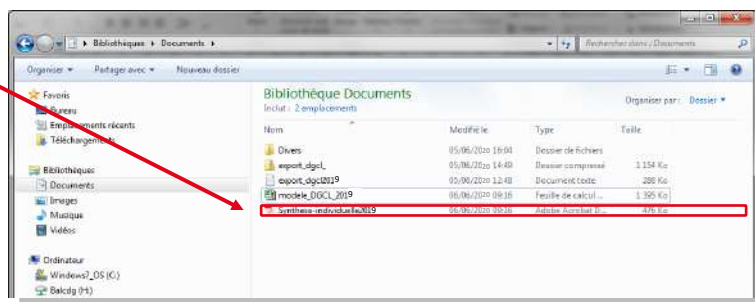 Bibliothèques ▸ Documents ▸
Rechercher dans : Documents
Organiser Partager avec Nouveau dossier
Favoris
Bureau
Emplacements récents
Téléchargements
Bibliothèques
Documents
Images
Musique
Vidéos
Ordinateur
Windows7_OS (C:)
Balcdg (H:)
Bibliothèque Documents
Inclut : 2 emplacements
Organiser par : Dossier
Nom Modifié le Type Taille
Divers 05/06/2020 16:04 Dossier de fichiers
export_dgcl_ 05/06/2020 14:49 Dossier compressé 1 154 Ko
export_dgcl2019 05/06/2020 12:48 Document texte 288 Ko
modele_DGCL_2019 06/06/2020 09:16 Feuille de calcul ... 1 395 Ko
Synthese-individuelle2019 06/06/2020 09:26 Adobe Acrobat D... 476 Ko